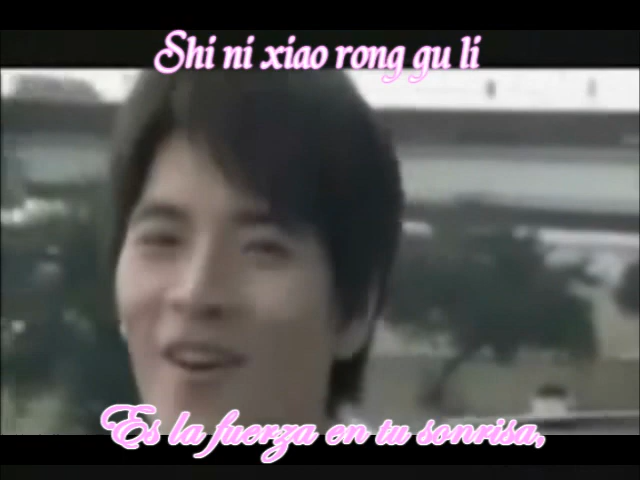 Shi ni xiao rong gu li
Es la fuerza en tu sonrisa,